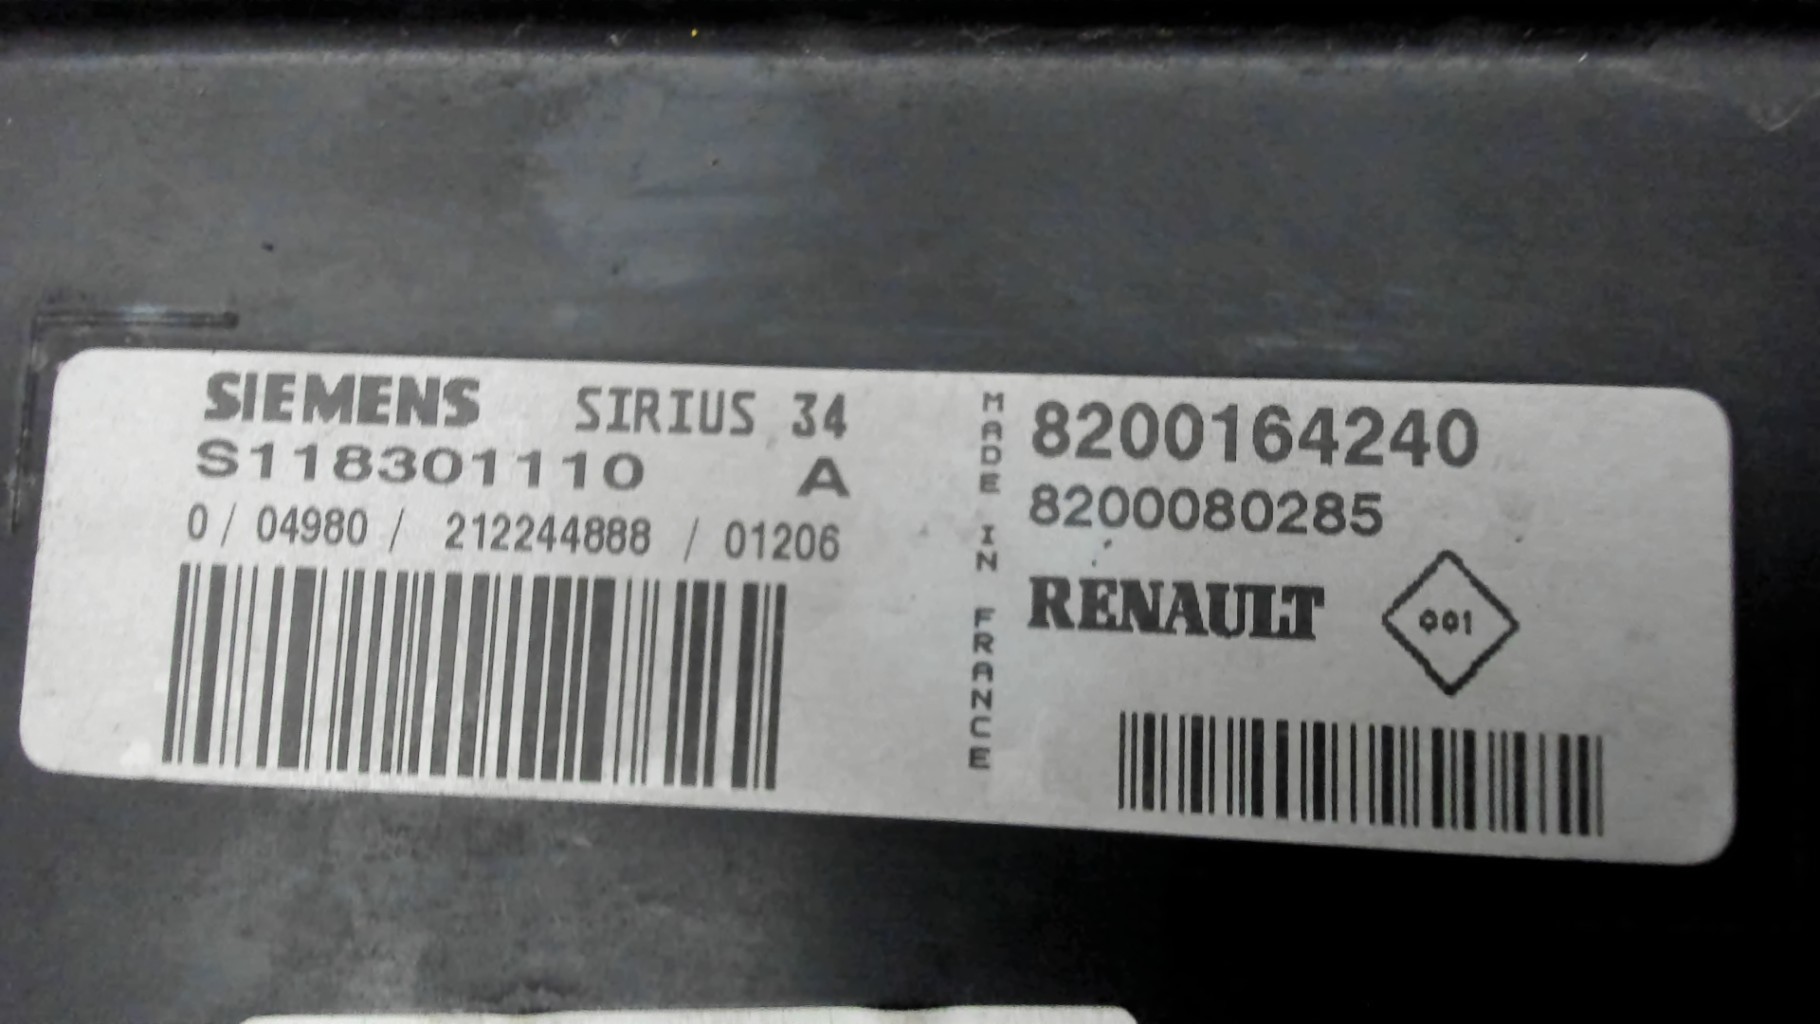 SIEMENS SIRIUS 34
S118301110 A
0 / 04980 / 212244888 / 01206
MADE IN FRANCE
8200164240
8200080285
RENAULT 001